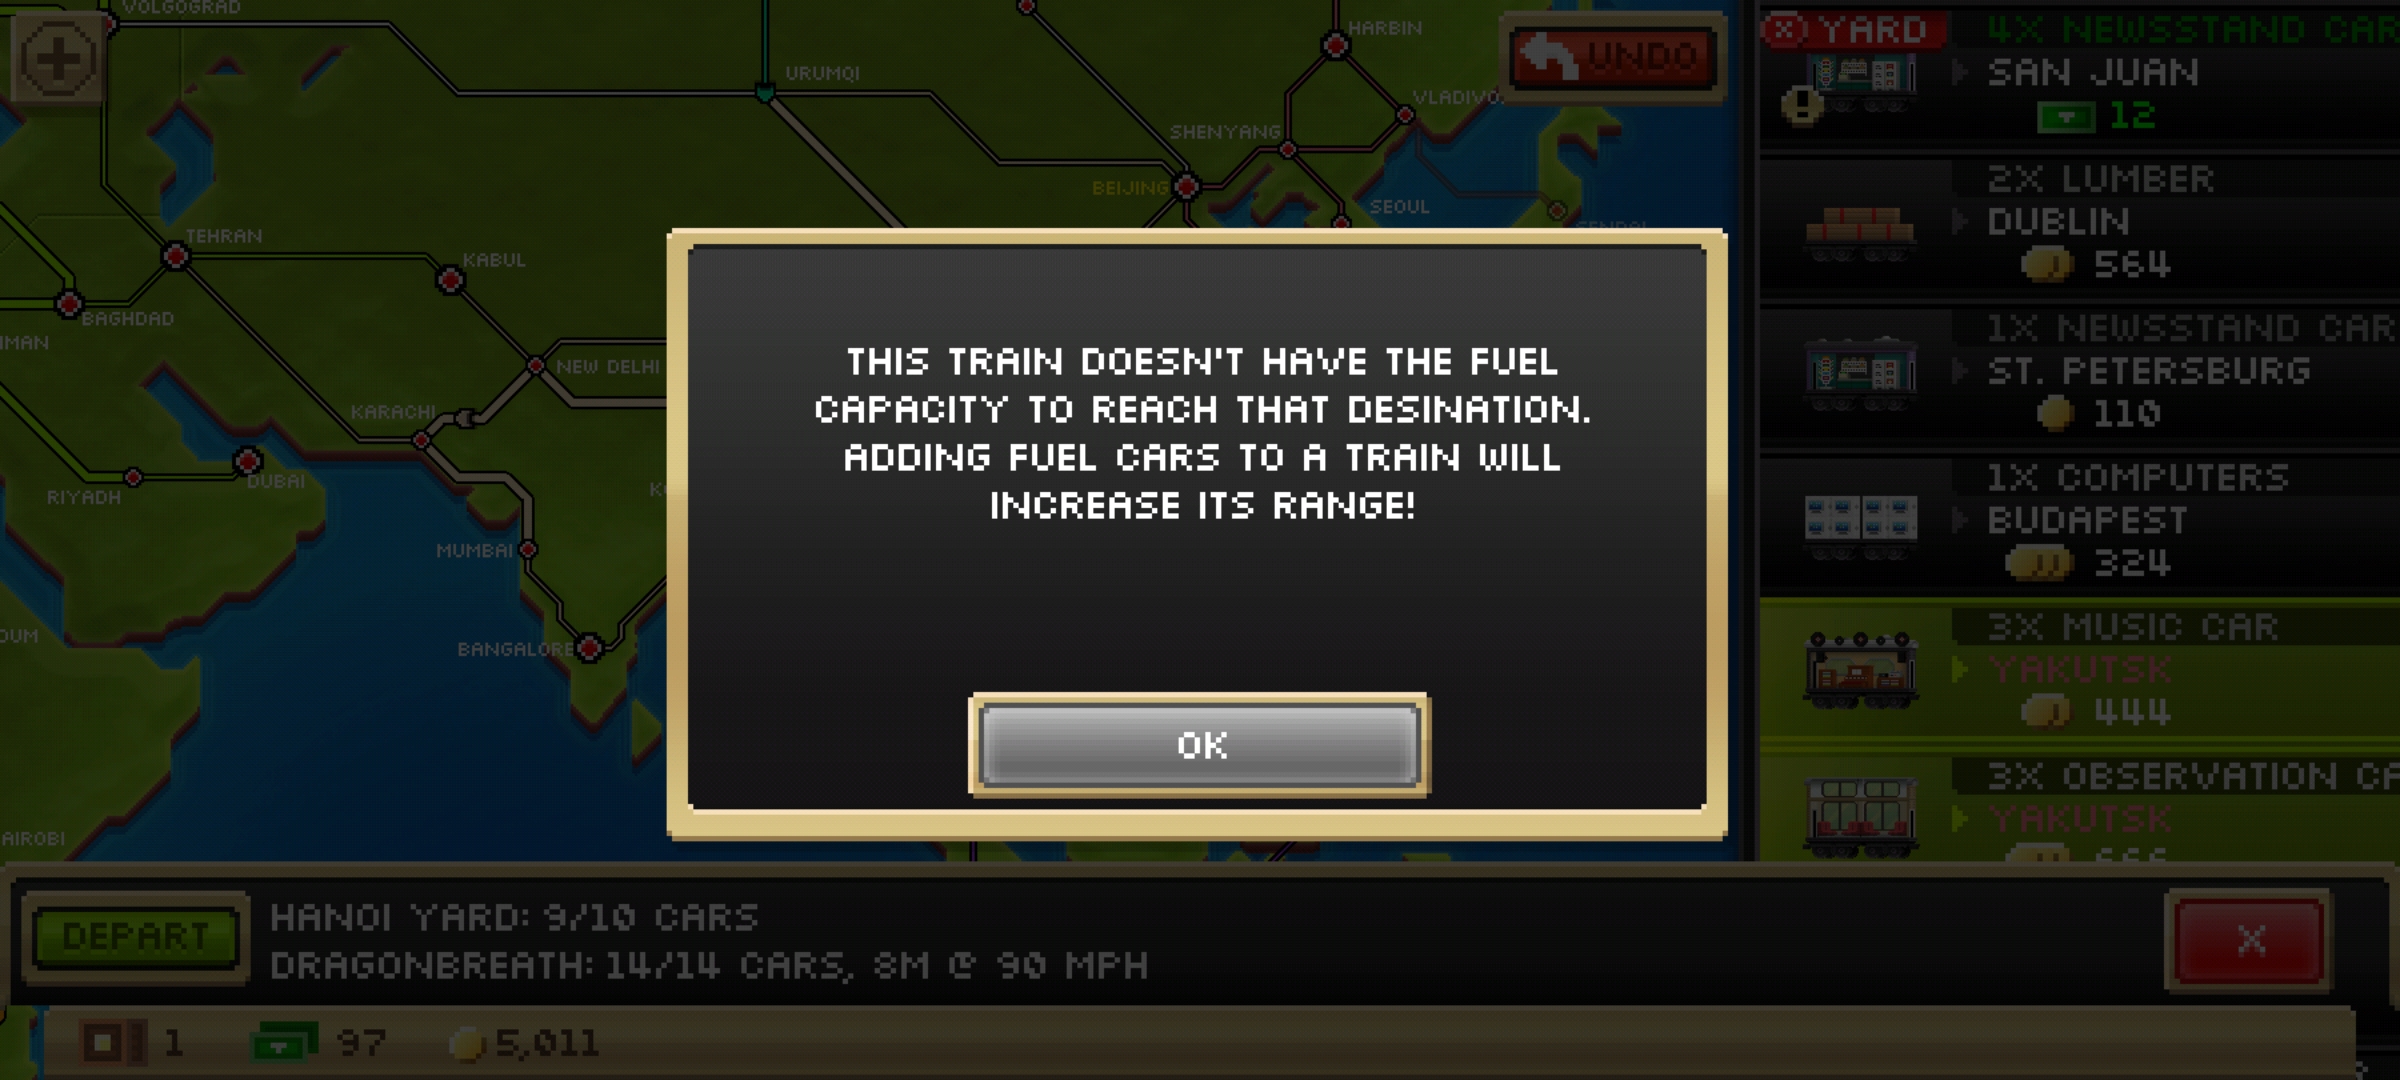 VOLGOGRAD
URUMQI
HARBIN
UNDO
VLADIVO
SHENYANG
BEIJING
SEOUL
TEHRAN
KABUL
BAGHDAD
NEW DELHI
KARACHI
RIYADH
DUBAI
MUMBAI
BANGALORE
AIROBI
THIS TRAIN DOESN'T HAVE THE FUEL
CAPACITY TO REACH THAT DESINATION.
ADDING FUEL CARS TO A TRAIN WILL
INCREASE ITS RANGE!
OK
YARD
4X NEWSSTAND CAR
SAN JUAN
12
2X LUMBER
DUBLIN
564
1X NEWSSTAND CAR
ST. PETERSBURG
110
1X COMPUTERS
BUDAPEST
324
3X MUSIC CAR
YAKUTSK
444
3X OBSERVATION CA
YAKUTSK
DEPART
HANOI YARD: 9/10 CARS
DRAGONBREATH: 14/14 CARS, 8M @ 90 MPH
X
1
97
5,011